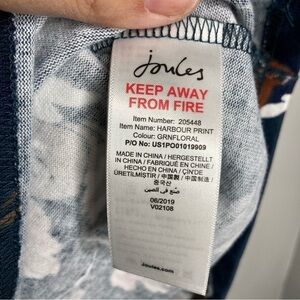 joules
KEEP AWAY
FROM FIRE
Item Number: 205448
Item Name: HARBOUR PRINT
Colour: GRNFLORAL
P/O No: US1PO01019909
MADE IN CHINA / HERGESTELLT
IN CHINA / FABRIQUÉ EN CHINE /
HECHO EN CHINA / ÇİN'DE
ÜRETİLMİŞTİR / 中国製 / 中国制造 /
중국산
صنع في الصين
06/2019
V02108
Joules.com